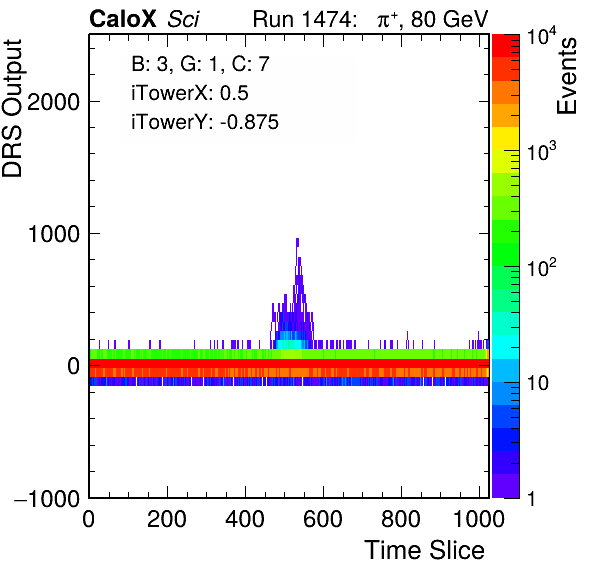 CaloX Sci Run 1474: π⁺, 80 GeV
B: 3, G: 1, C: 7
iTowerX: 0.5
iTowerY: -0.875
DRS Output
2000
1000
0
−1000
0 200 400 600 800 1000
Time Slice
Events
10⁴
10³
10²
10
1